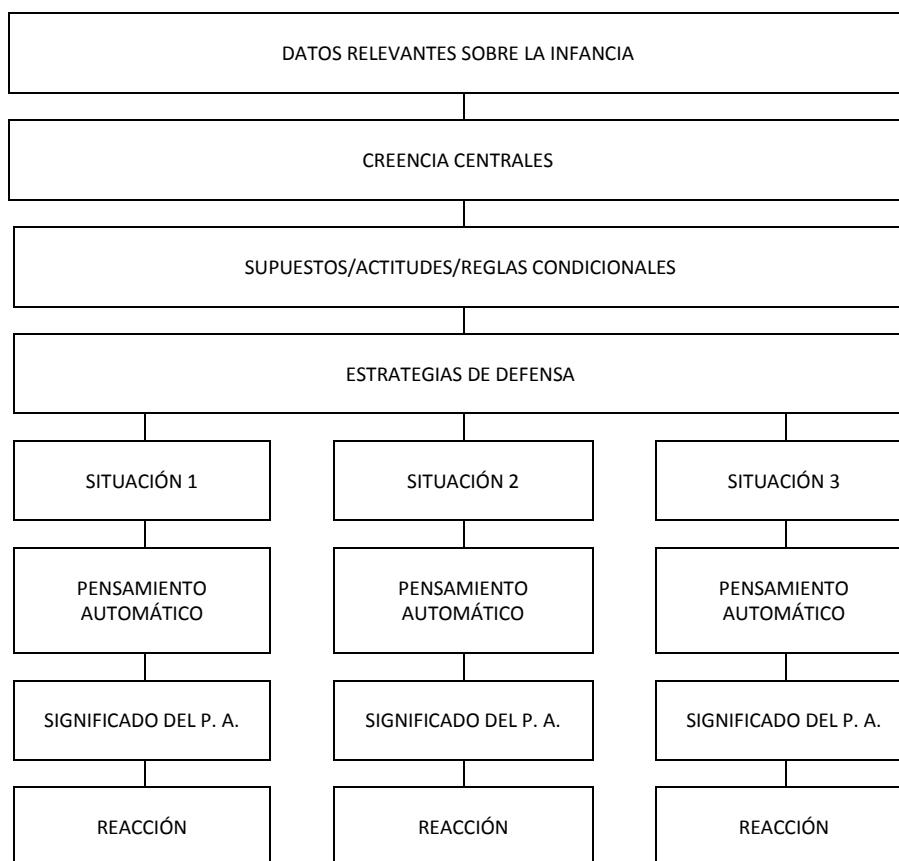 DATOS RELEVANTES SOBRE LA INFANCIA
CREENCIA CENTRALES
SUPUESTOS/ACTITUDES/REGLAS CONDICIONALES
ESTRATEGIAS DE DEFENSA
SITUACIÓN 1
SITUACIÓN 2
SITUACIÓN 3
PENSAMIENTO
AUTOMÁTICO
PENSAMIENTO
AUTOMÁTICO
PENSAMIENTO
AUTOMÁTICO
SIGNIFICADO DEL P. A.
SIGNIFICADO DEL P. A.
SIGNIFICADO DEL P. A.
REACCIÓN
REACCIÓN
REACCIÓN